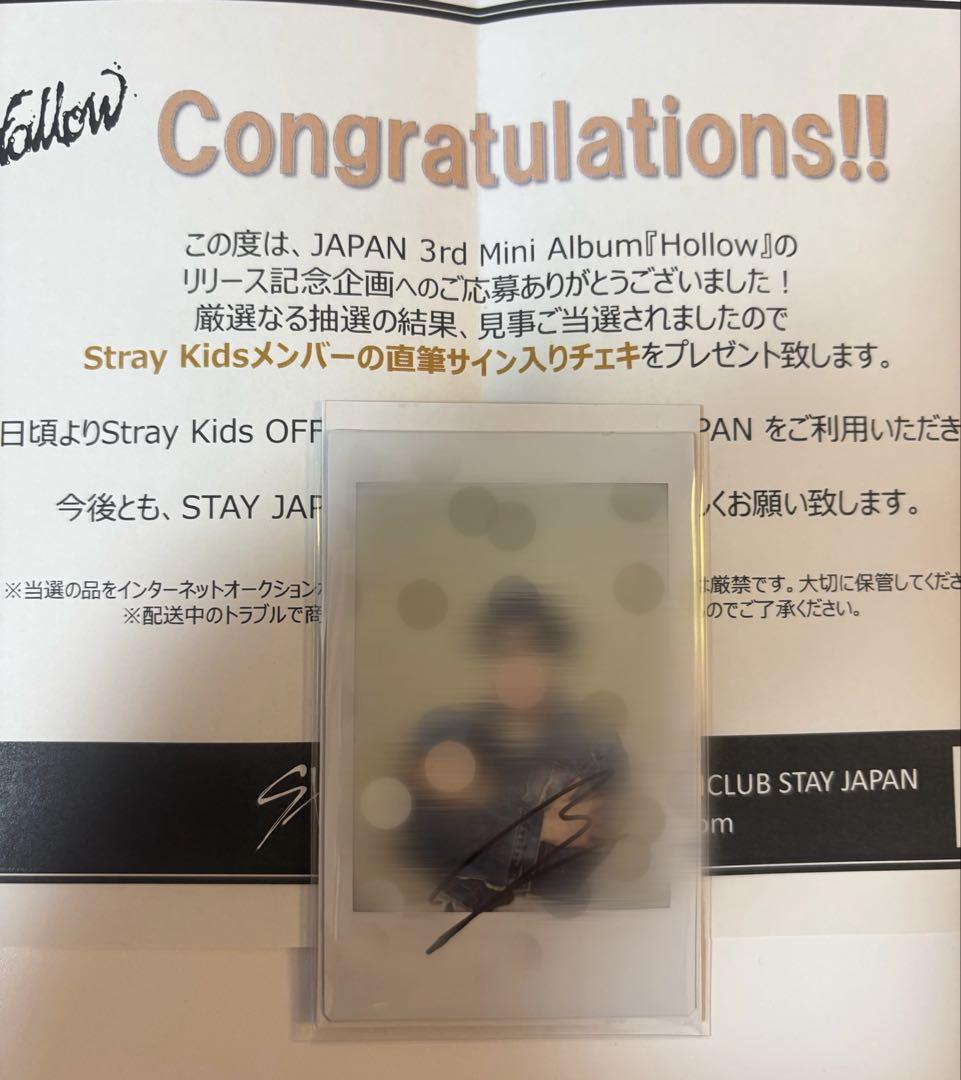 Hollow
Congratulations!!
この度は、JAPAN 3rd Mini Album『Hollow』の
リリース記念企画へのご応募ありがとうございました！
厳選なる抽選の結果、見事ご当選されましたので
Stray Kidsメンバーの直筆サイン入りチェキをプレゼント致します。
日頃よりStray Kids OFF PAN をご利用いただき
今後とも、STAY JAP くお願い致します。
※当選の品をインターネットオークション は厳禁です。大切に保管してくださ
※配送中のトラブルで商 のでご了承ください。
CLUB STAY JAPAN
om